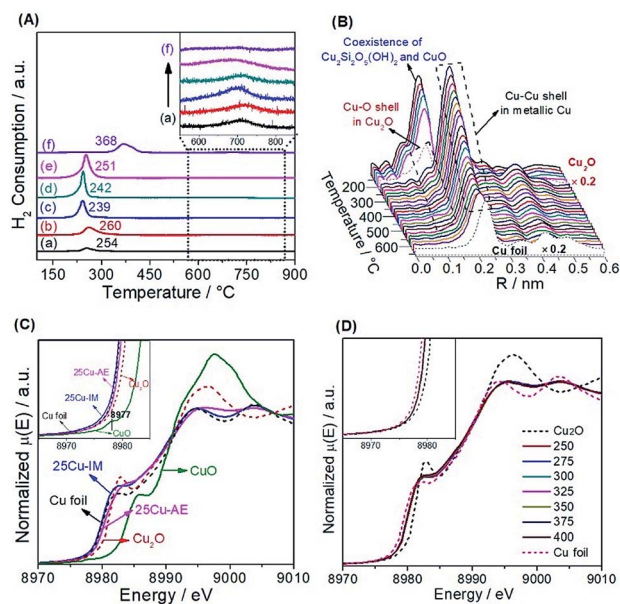 (A)
(f)
(a)
(f)
368
(e)
251
(d)
242
(c)
239
(b)
260
(a)
254
600
700
800
H2 Consumption / a.u.
150
300
450
600
750
900
Temperature / °C
(B)
Coexistence of
Cu2Si2O5(OH)2 and CuO
Cu-O shell
in Cu2O
Cu-Cu shell
in metallic Cu
Cu2O
× 0.2
Cu foil
× 0.2
200
300
400
500
600
Temperature / °C
0.0
0.1
0.2
0.3
0.4
0.5
0.6
R / nm
(C)
25Cu-AE
25Cu-IM
Cu foil
Cu2O
8977
CuO
8970
8980
CuO
25Cu-IM
Cu foil
25Cu-AE
Cu2O
Normalized μ(E) / a.u.
8970
8980
8990
9000
9010
Energy / eV
(D)
8970
8980
Cu2O
250
275
300
325
350
375
400
Cu foil
Normalized μ(E) / a.u.
8970
8980
8990
9000
9010
Energy / eV